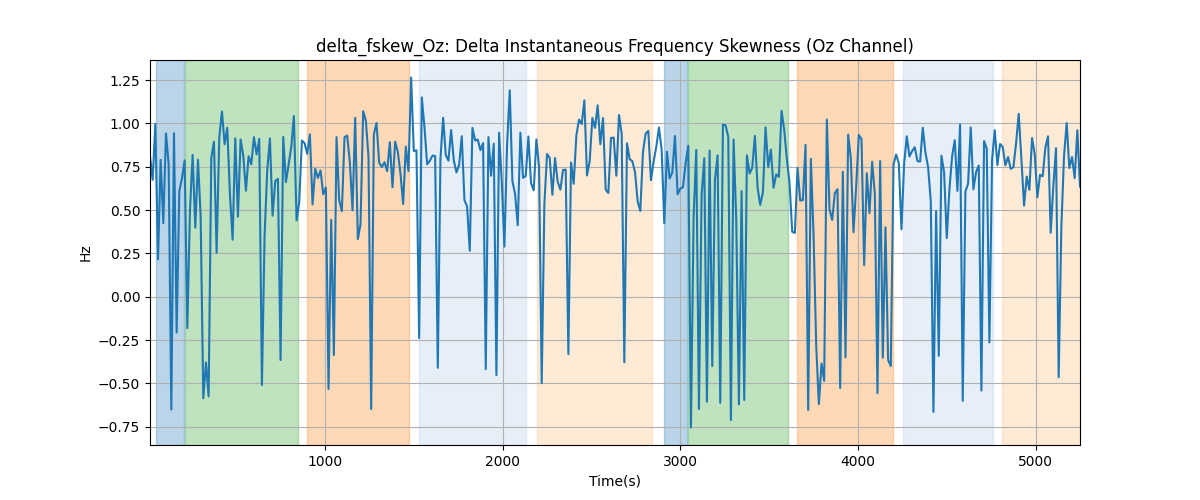 delta_fskew_Oz: Delta Instantaneous Frequency Skewness (Oz Channel)
1.25
1.00
0.75
0.50
0.25
0.00
−0.25
−0.50
−0.75
Hz
1000 2000 3000 4000 5000
Time(s)